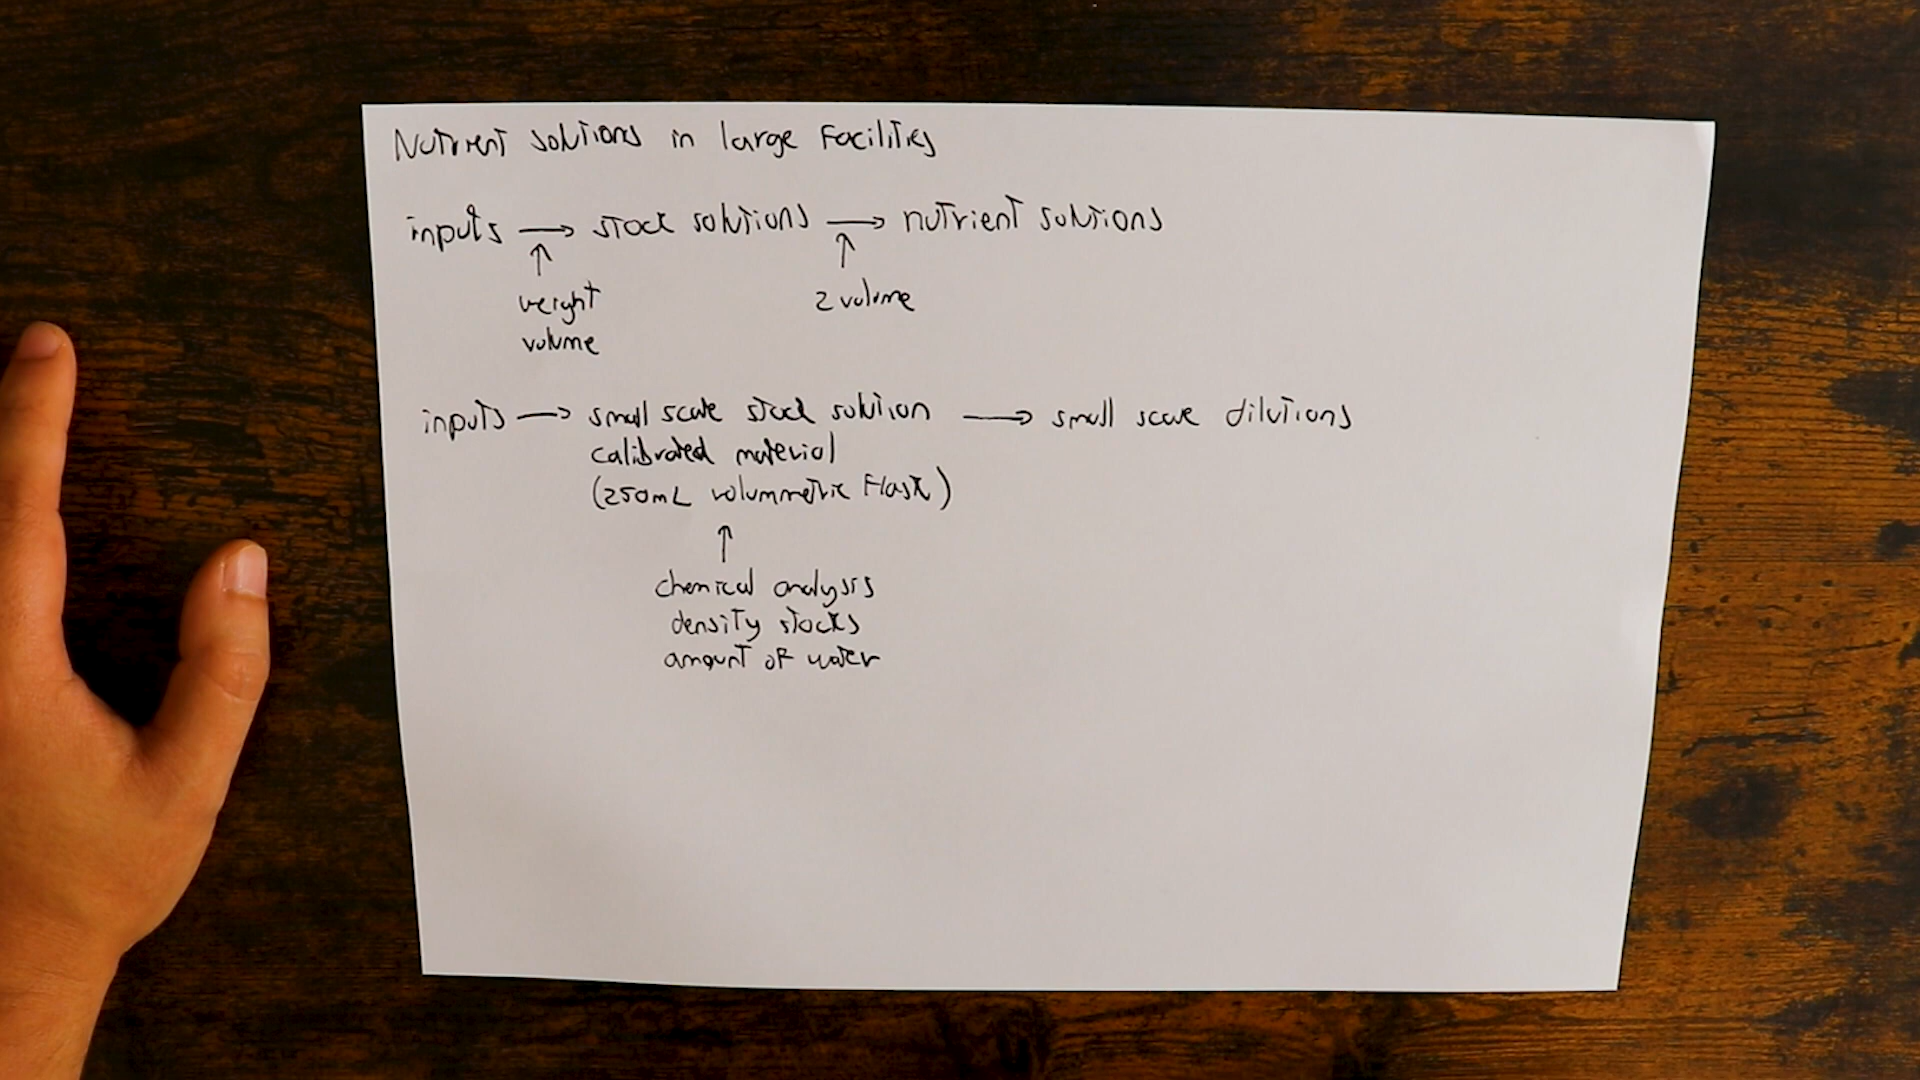 Nutrient solutions in large facilities
inputs → stock solutions → nutrient solutions
↑ ↑
weight 2 volume
volume
inputs → small scale stock solution → small scale dilutions
calibrated material
(250mL volummetric flask)
↑
chemical analysis
density stocks
amount of water